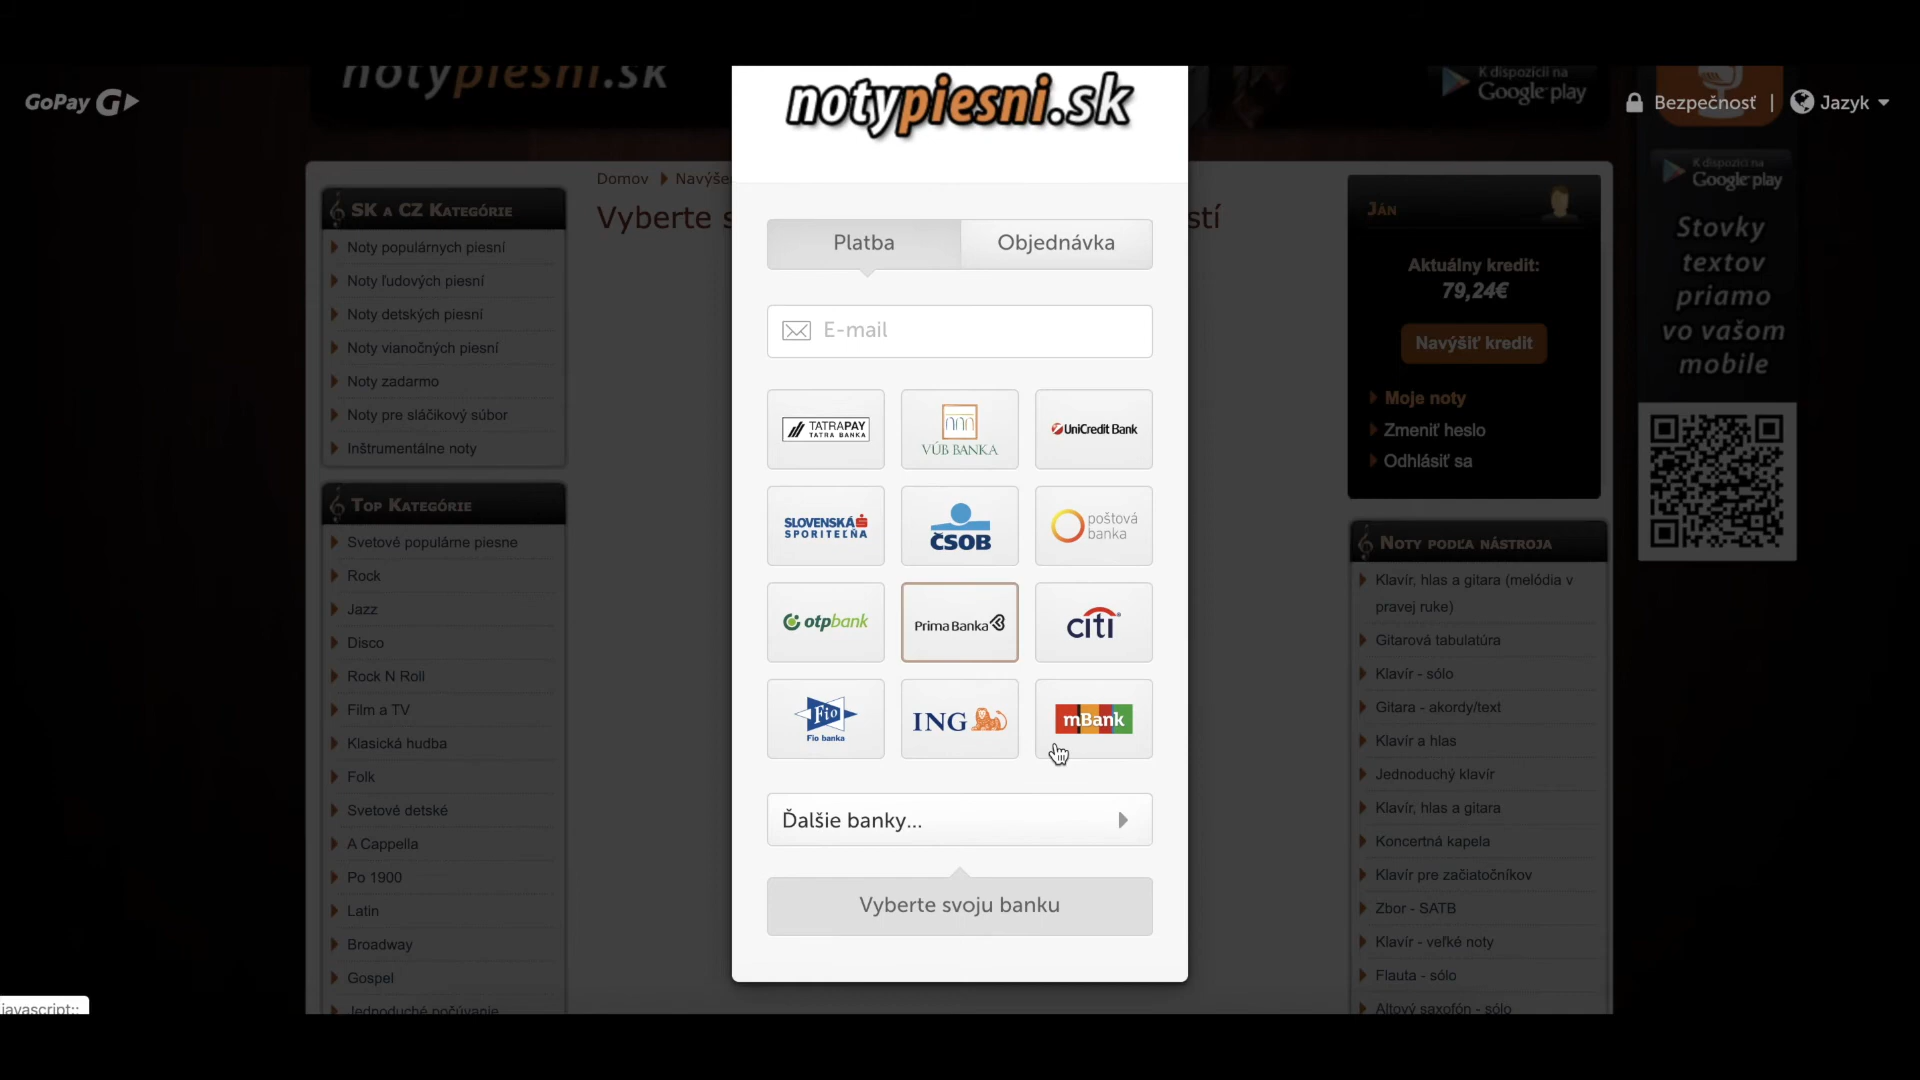 notypiesni.sk
K dispozícii na
Google play
GoPay
notypiesni.sk
Bezpečnosť | Jazyk
K dispozíci na
Google play
Stovky
textov
priamo
vo vašom
mobile
Domov
Vyberte
SK a CZ Kategórie
Noty populárnych piesní
Noty ľudových piesní
Noty detských piesní
Noty vianočných piesní
Noty zadarmo
Noty pre sláčikový súbor
Inštrumentálne noty
Top Kategórie
Svetové populárne piesne
Rock
Jazz
Disco
Rock N Roll
Film a TV
Klasická hudba
Folk
Svetové detské
A Cappella
Po 1900
Latin
Broadway
Gospel
Jednoduché počúvanie
Platba
Objednávka
E-mail
TATRAPAY
TATRA BANKA
VÚB BANKA
UniCredit Bank
SLOVENSKÁ
SPORITEĽŇA
ČSOB
poštová
banka
otpbank
Prima Banka
citi
Fio
Fio banka
ING
mBank
Ďalšie banky...
Vyberte svoju banku
Ján
Aktuálny kredit:
79,24€
Navýšiť kredit
Moje noty
Zmeniť heslo
Odhlásiť sa
Noty podľa nástroja
Klavír, hlas a gitara (melódia v
pravej ruke)
Gitarová tabulatúra
Klavír - sólo
Gitara - akordy/text
Klavír a hlas
Jednoduchý klavír
Klavír, hlas a gitara
Koncertná kapela
Klavír pre začiatočníkov
Zbor - SATB
Klavír - veľké noty
Flauta - sólo
Altový saxofón - sólo
javascript:;